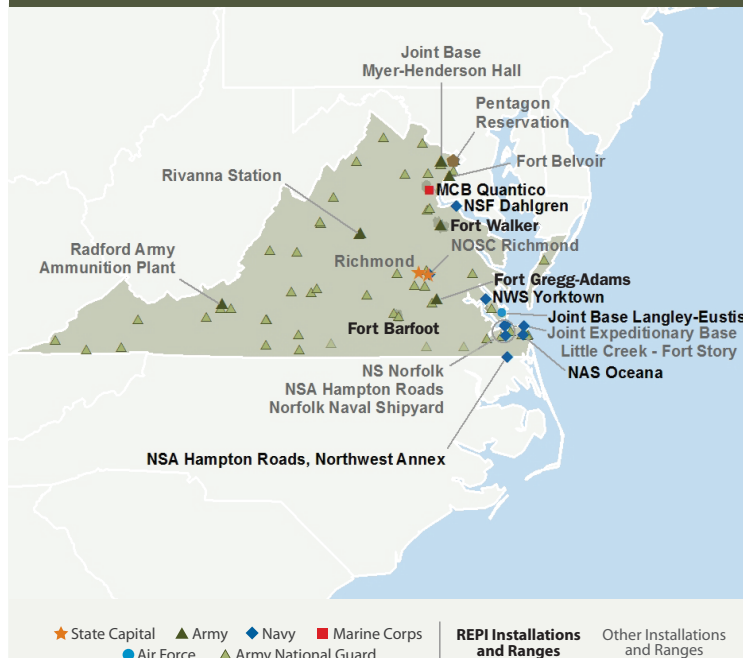 Joint Base
Myer-Henderson Hall
Pentagon
Reservation
Rivanna Station
Fort Belvoir
MCB Quantico
NSF Dahlgren
Fort Walker
Radford Army
Ammunition Plant
Richmond
NOSC Richmond
Fort Gregg-Adams
NWS Yorktown
Fort Barfoot
Joint Base Langley-Eustis
Joint Expeditionary Base
Little Creek - Fort Story
NS Norfolk
NSA Hampton Roads
Norfolk Naval Shipyard
NAS Oceana
NSA Hampton Roads, Northwest Annex
State Capital
Army
Navy
Marine Corps
Air Force
Army National Guard
REPI Installations
and Ranges
Other Installations
and Ranges